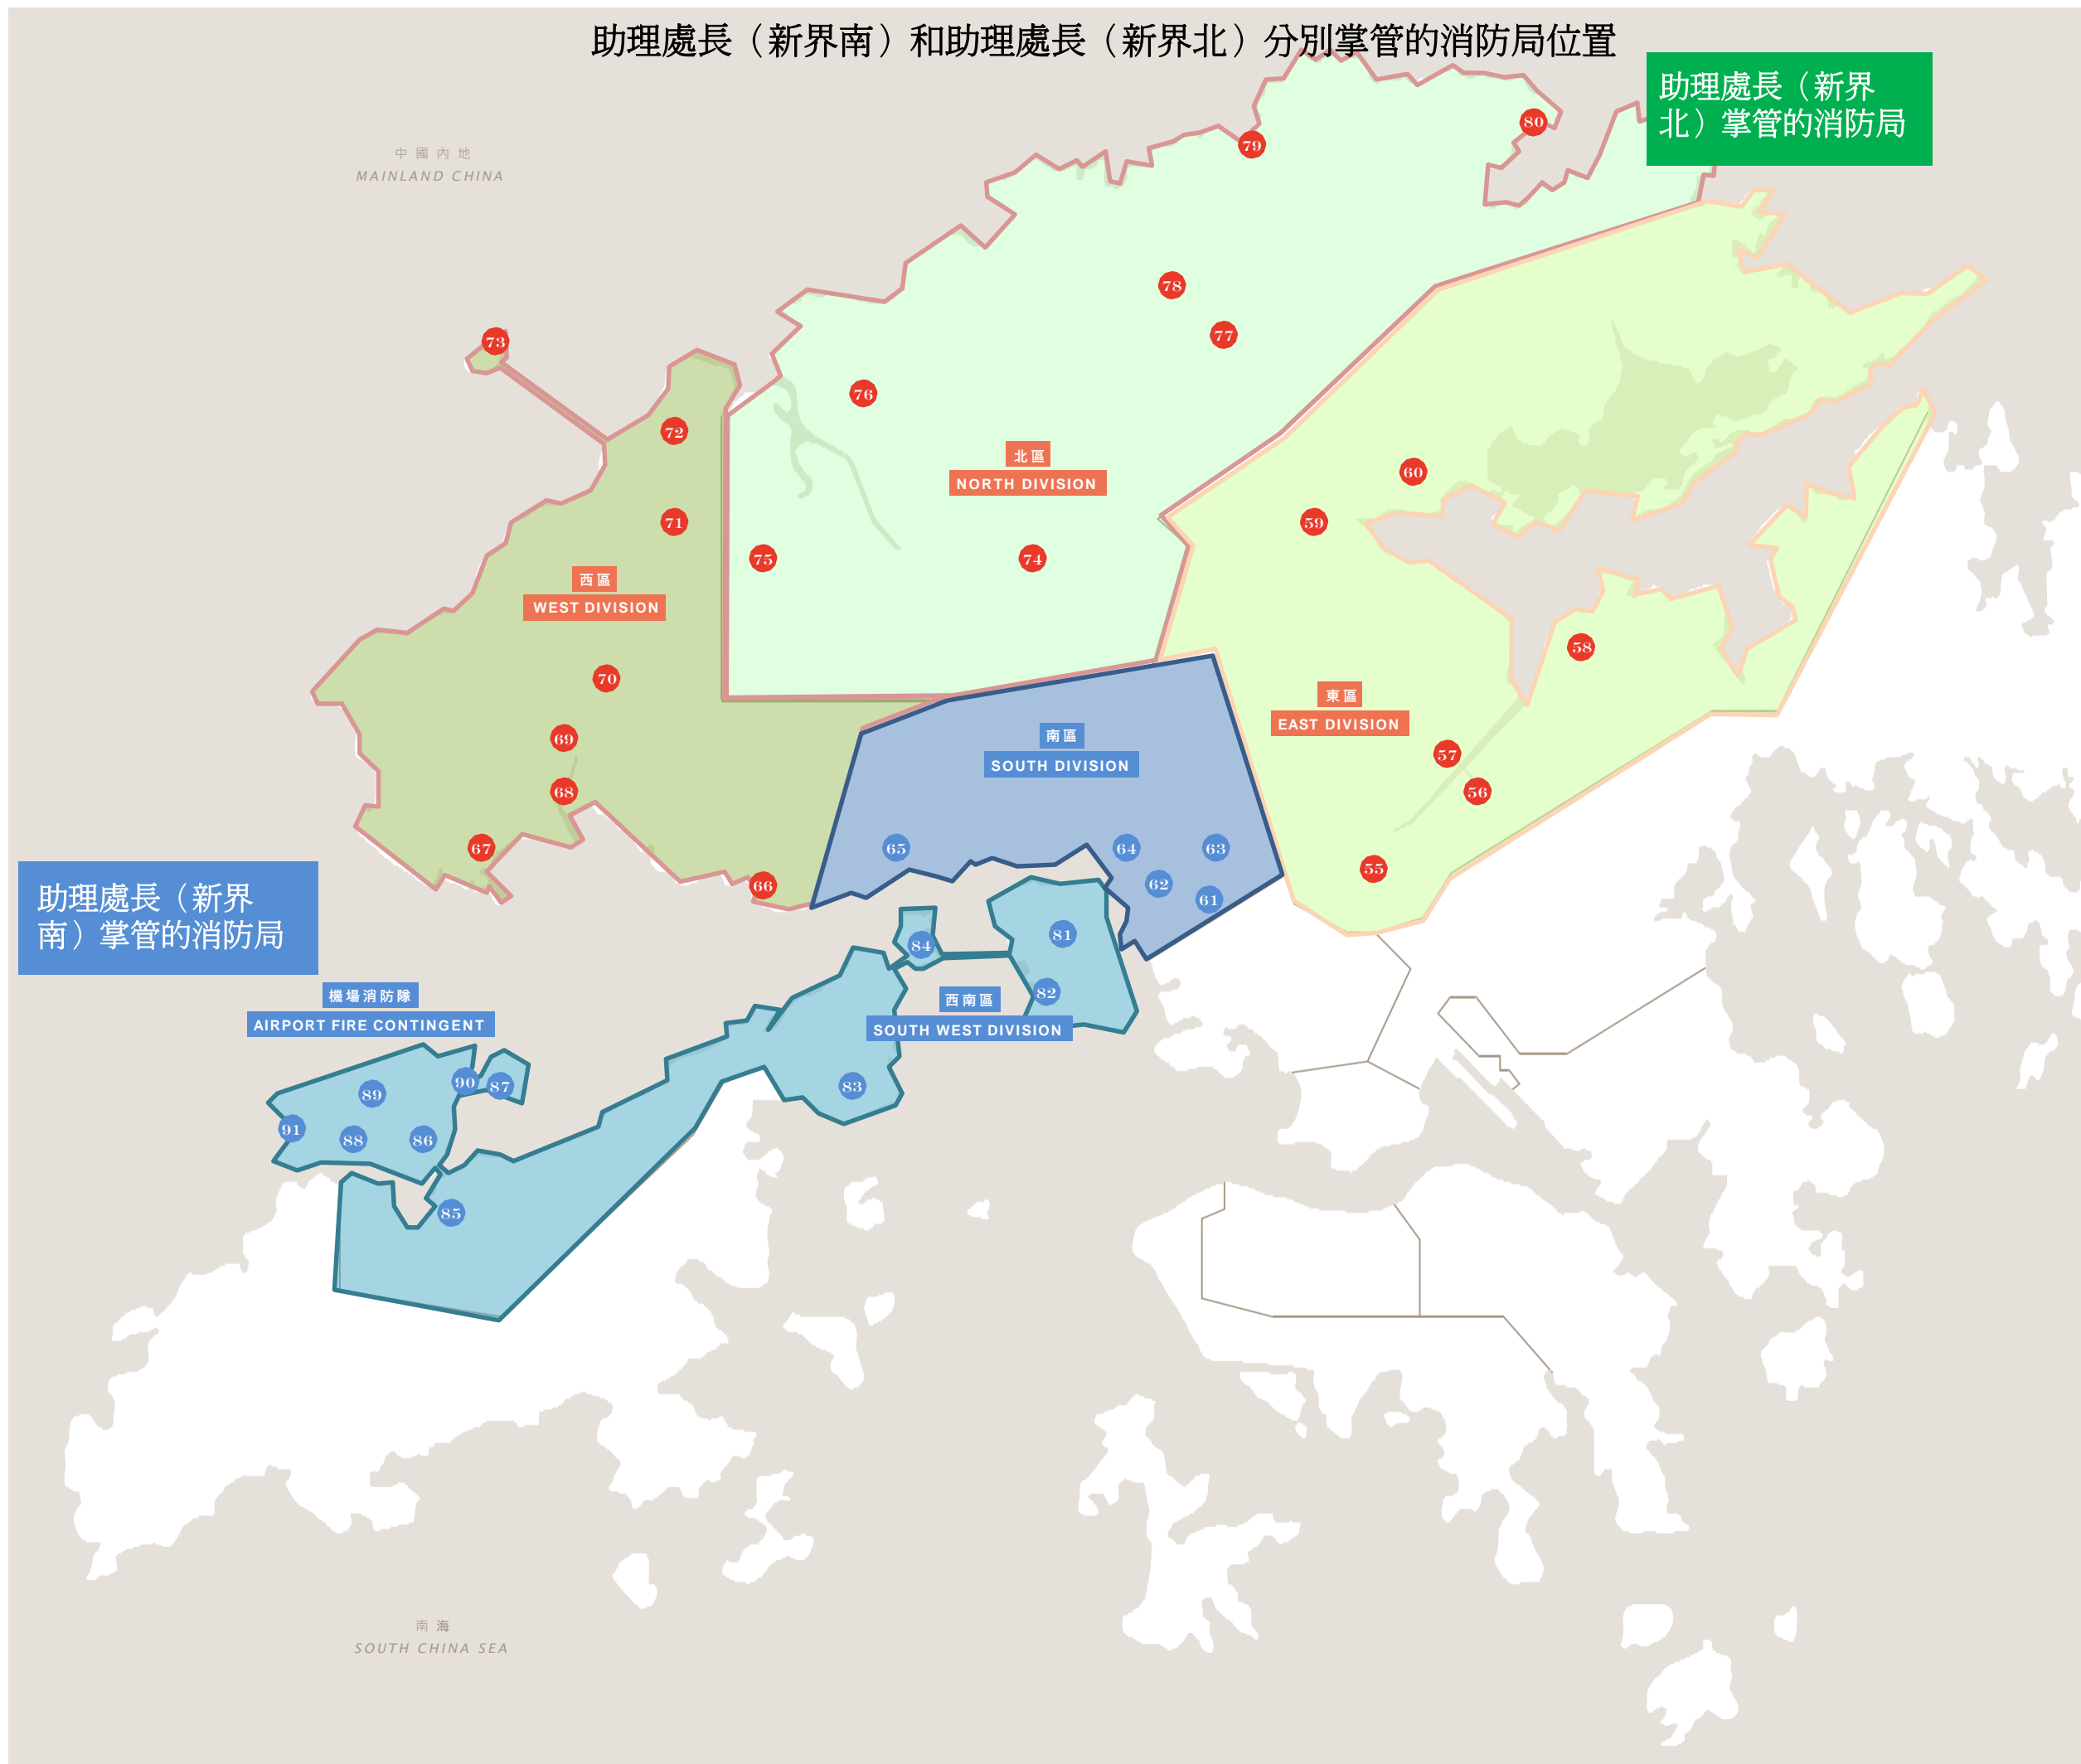 助理處長（新界南）和助理處長（新界北）分別掌管的消防局位置
助理處長（新界
北）掌管的消防局
80
79
中國內地
MAINLAND CHINA
78
77
73
76
72
北區
NORTH DIVISION
60
71
59
75
74
西區
WEST DIVISION
58
70
東區
EAST DIVISION
69
南區
SOUTH DIVISION
57
68
56
67
65
64
63
55
66
62
61
助理處長（新界
南）掌管的消防局
81
84
機場消防隊
AIRPORT FIRE CONTINGENT
82
西南區
SOUTH WEST DIVISION
90
87
83
89
91
88
86
85
南海
SOUTH CHINA SEA